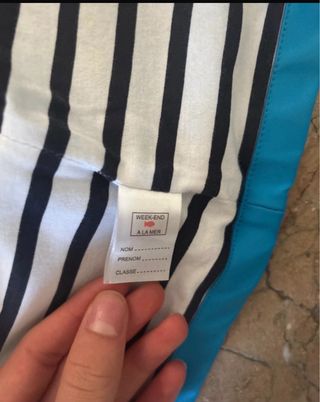 WEEK-END
A LA MER
NOM ------------
PRENOM ---------
CLASSE ---------